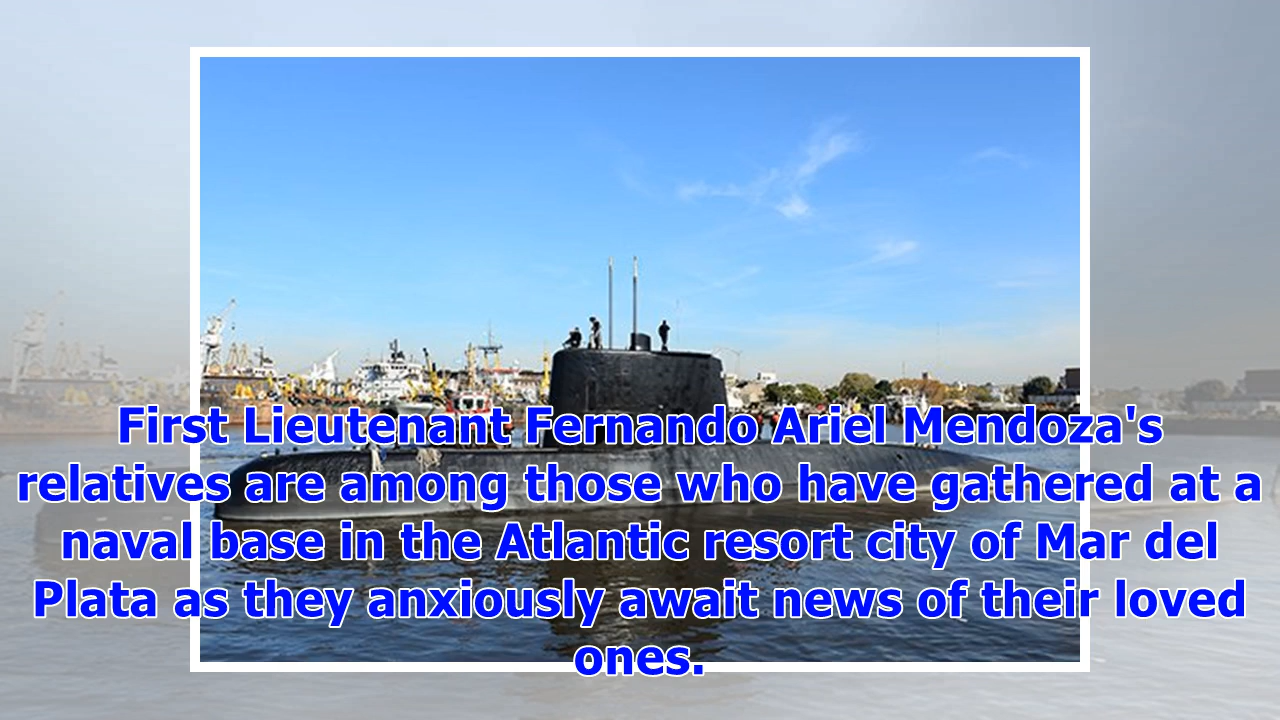 First Lieutenant Fernando Ariel Mendoza's
relatives are among those who have gathered at a
naval base in the Atlantic resort city of Mar del
Plata as they anxiously await news of their loved
ones.